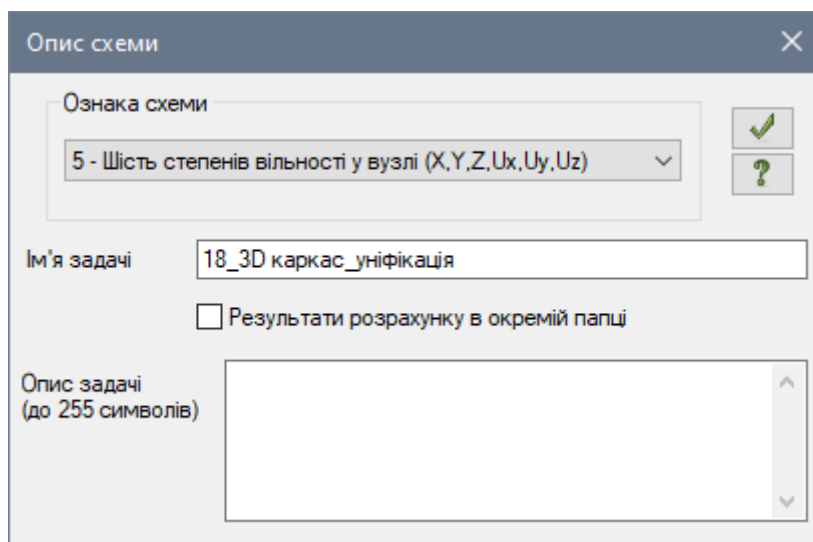 Опис схеми
Ознака схеми
5 - Шість степенів вільності у вузлі (X,Y,Z,Ux,Uy,Uz)
Ім'я задачі
18_3D каркас_уніфікація
Результати розрахунку в окремій папці
Опис задачі
(до 255 символів)